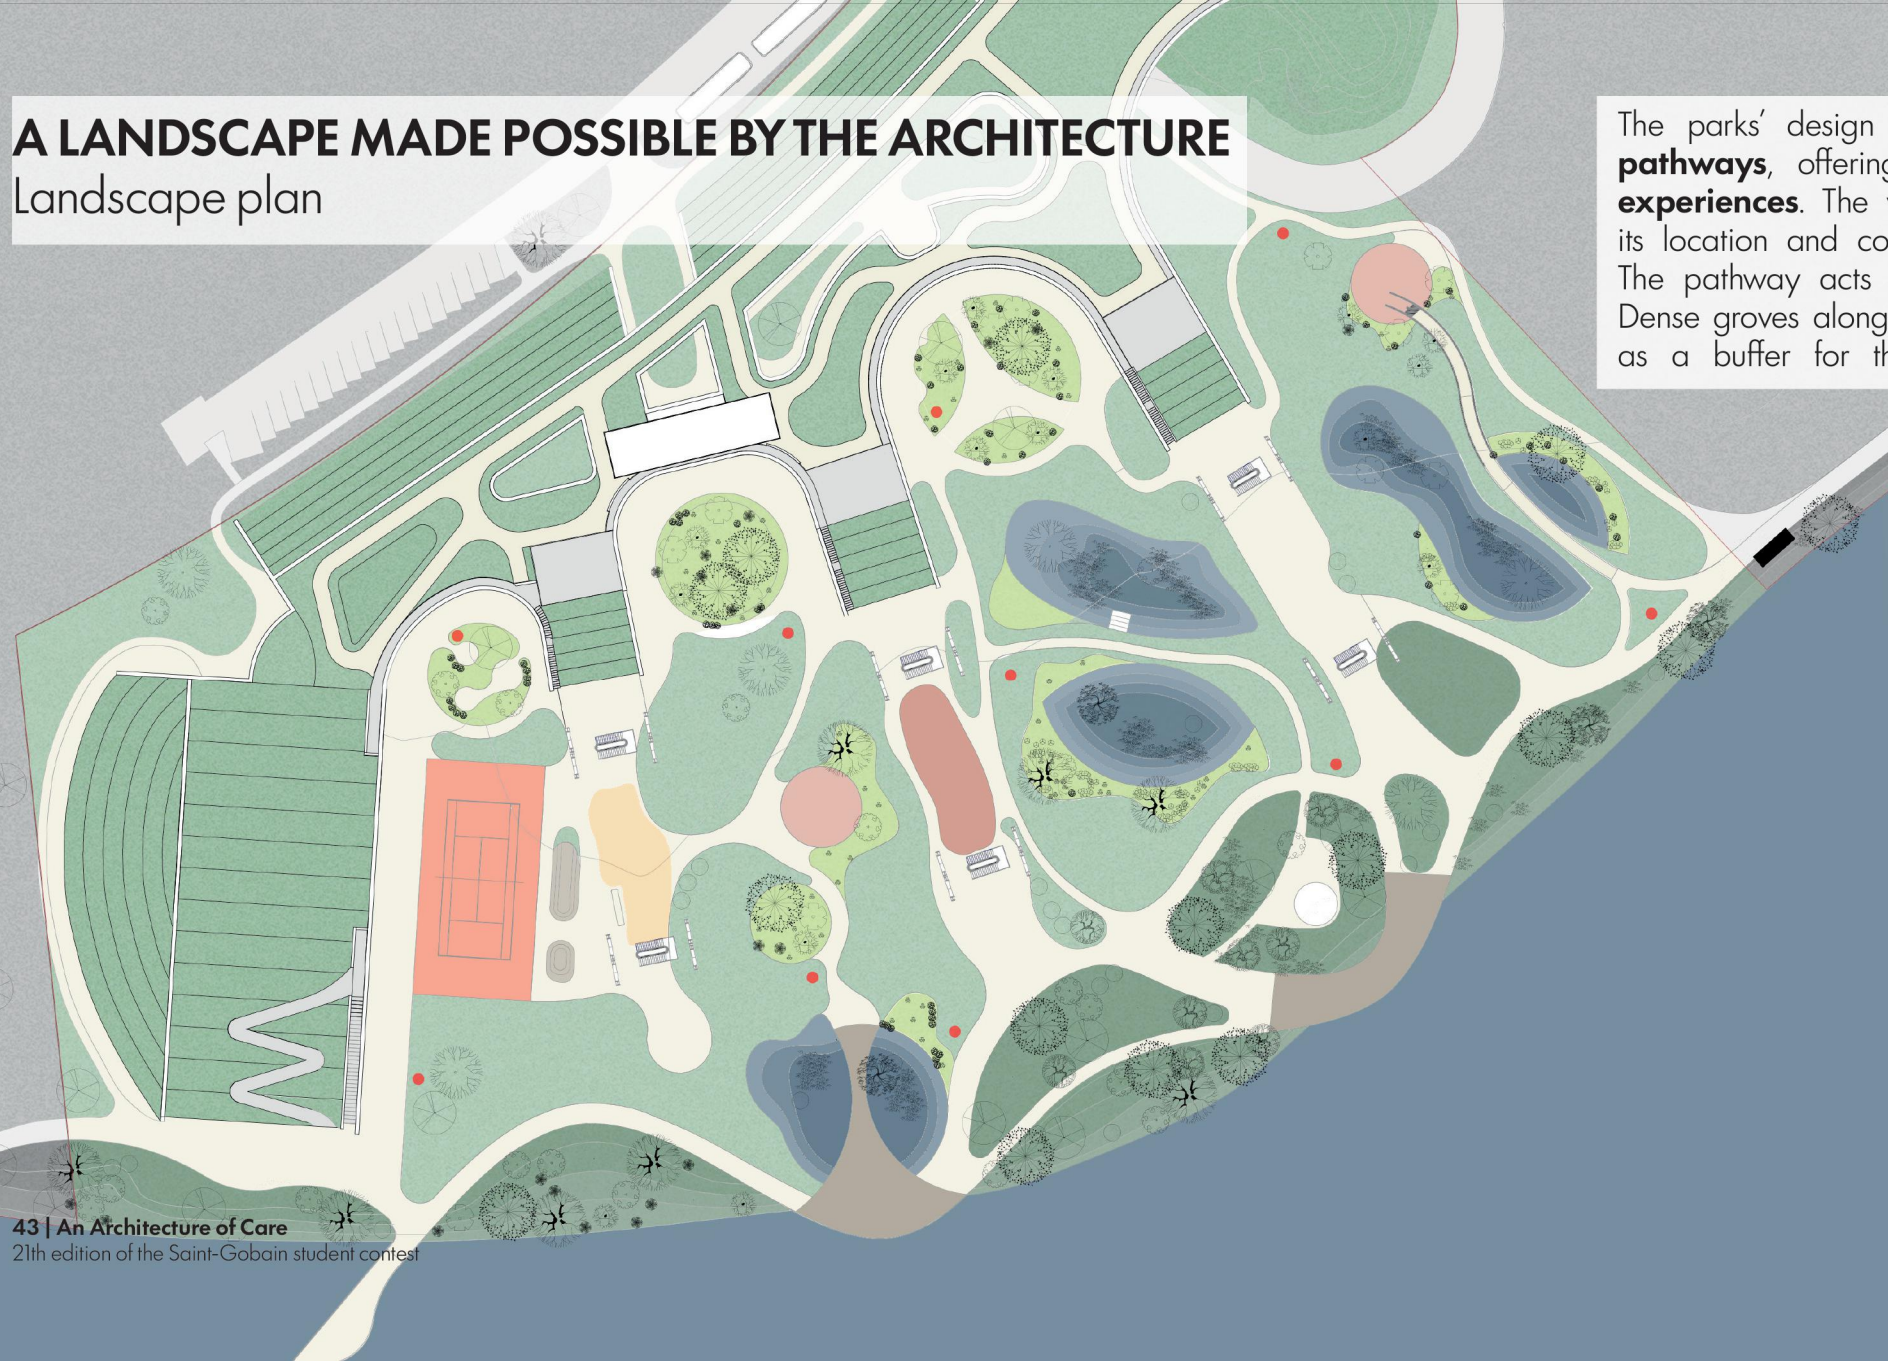 A LANDSCAPE MADE POSSIBLE BY THE ARCHITECTURE
Landscape plan
The parks’ design
pathways, offering
experiences. The
its location and co
The pathway acts
Dense groves along
as a buffer for th
43 | An Architecture of Care
21th edition of the Saint-Gobain student contest